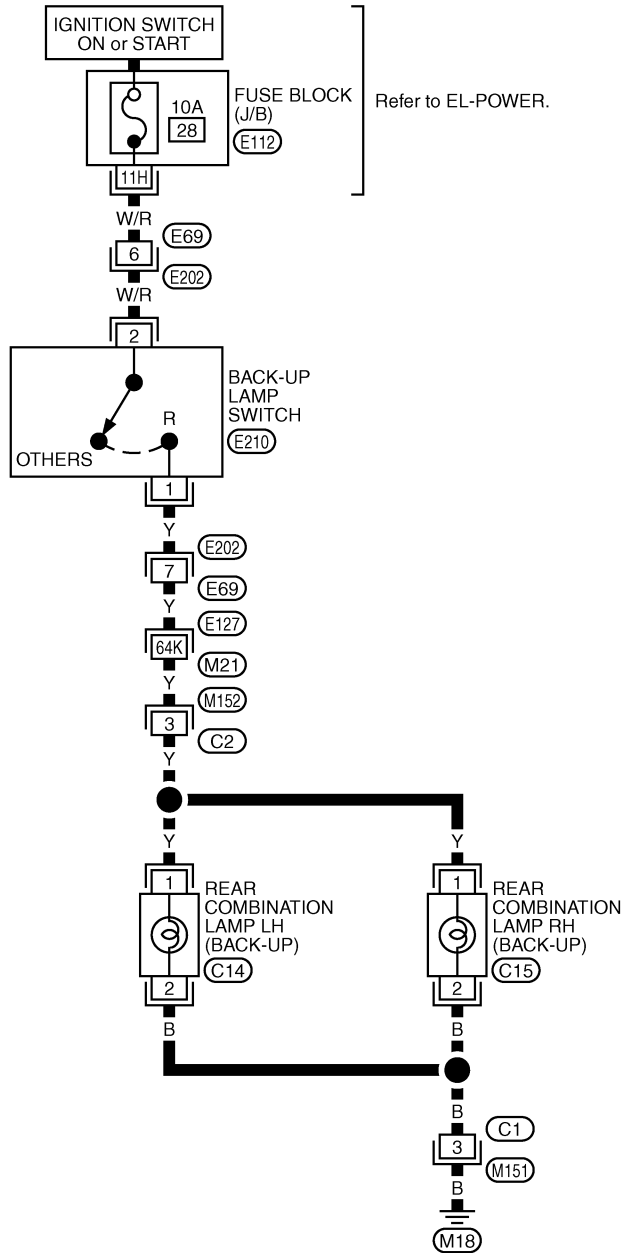 IGNITION SWITCH
ON or START
10A
28
FUSE BLOCK
(J/B)
E112
Refer to EL-POWER.
11H
W/R
E69
6
E202
W/R
2
BACK-UP
LAMP
SWITCH
E210
R
OTHERS
1
Y
E202
7
E69
Y
E127
64K
M21
Y
M152
3
C2
Y
Y
Y
1
REAR
COMBINATION
LAMP LH
(BACK-UP)
C14
2
B
1
REAR
COMBINATION
LAMP RH
(BACK-UP)
C15
2
B
B
C1
3
M151
B
M18